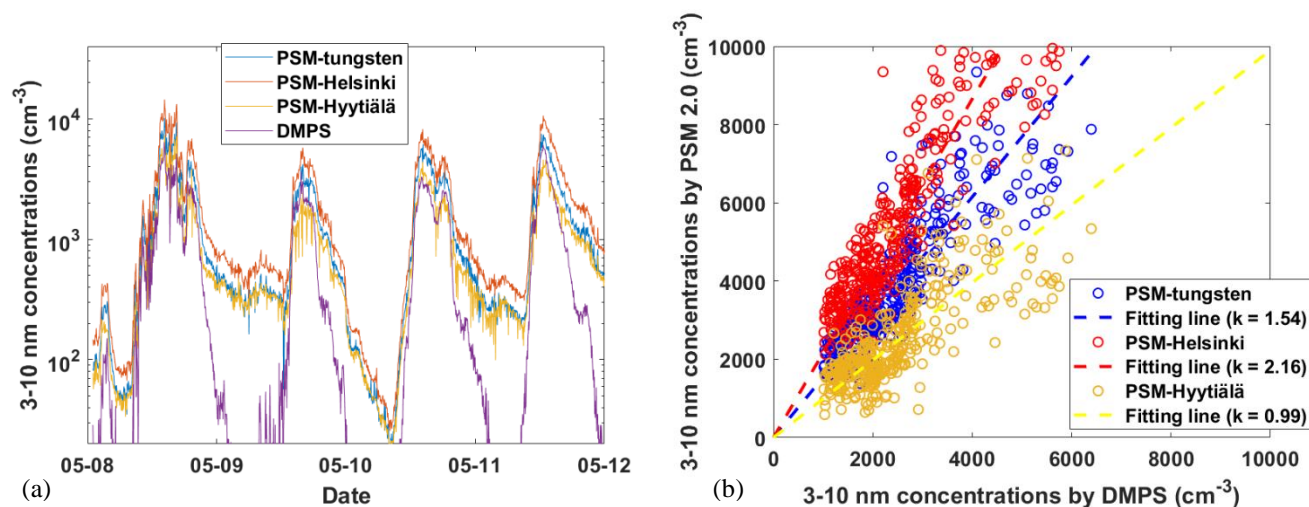 PSM-tungsten
PSM-Helsinki
PSM-Hyytiälä
DMPS
3-10 nm concentrations (cm⁻³)
10⁴
10³
10²
05-08
05-09
05-10
05-11
05-12
Date
(a)
3-10 nm concentrations by PSM 2.0 (cm⁻³)
10000
8000
6000
4000
2000
0
PSM-tungsten
Fitting line (k = 1.54)
PSM-Helsinki
Fitting line (k = 2.16)
PSM-Hyytiälä
Fitting line (k = 0.99)
0
2000
4000
6000
8000
10000
3-10 nm concentrations by DMPS (cm⁻³)
(b)